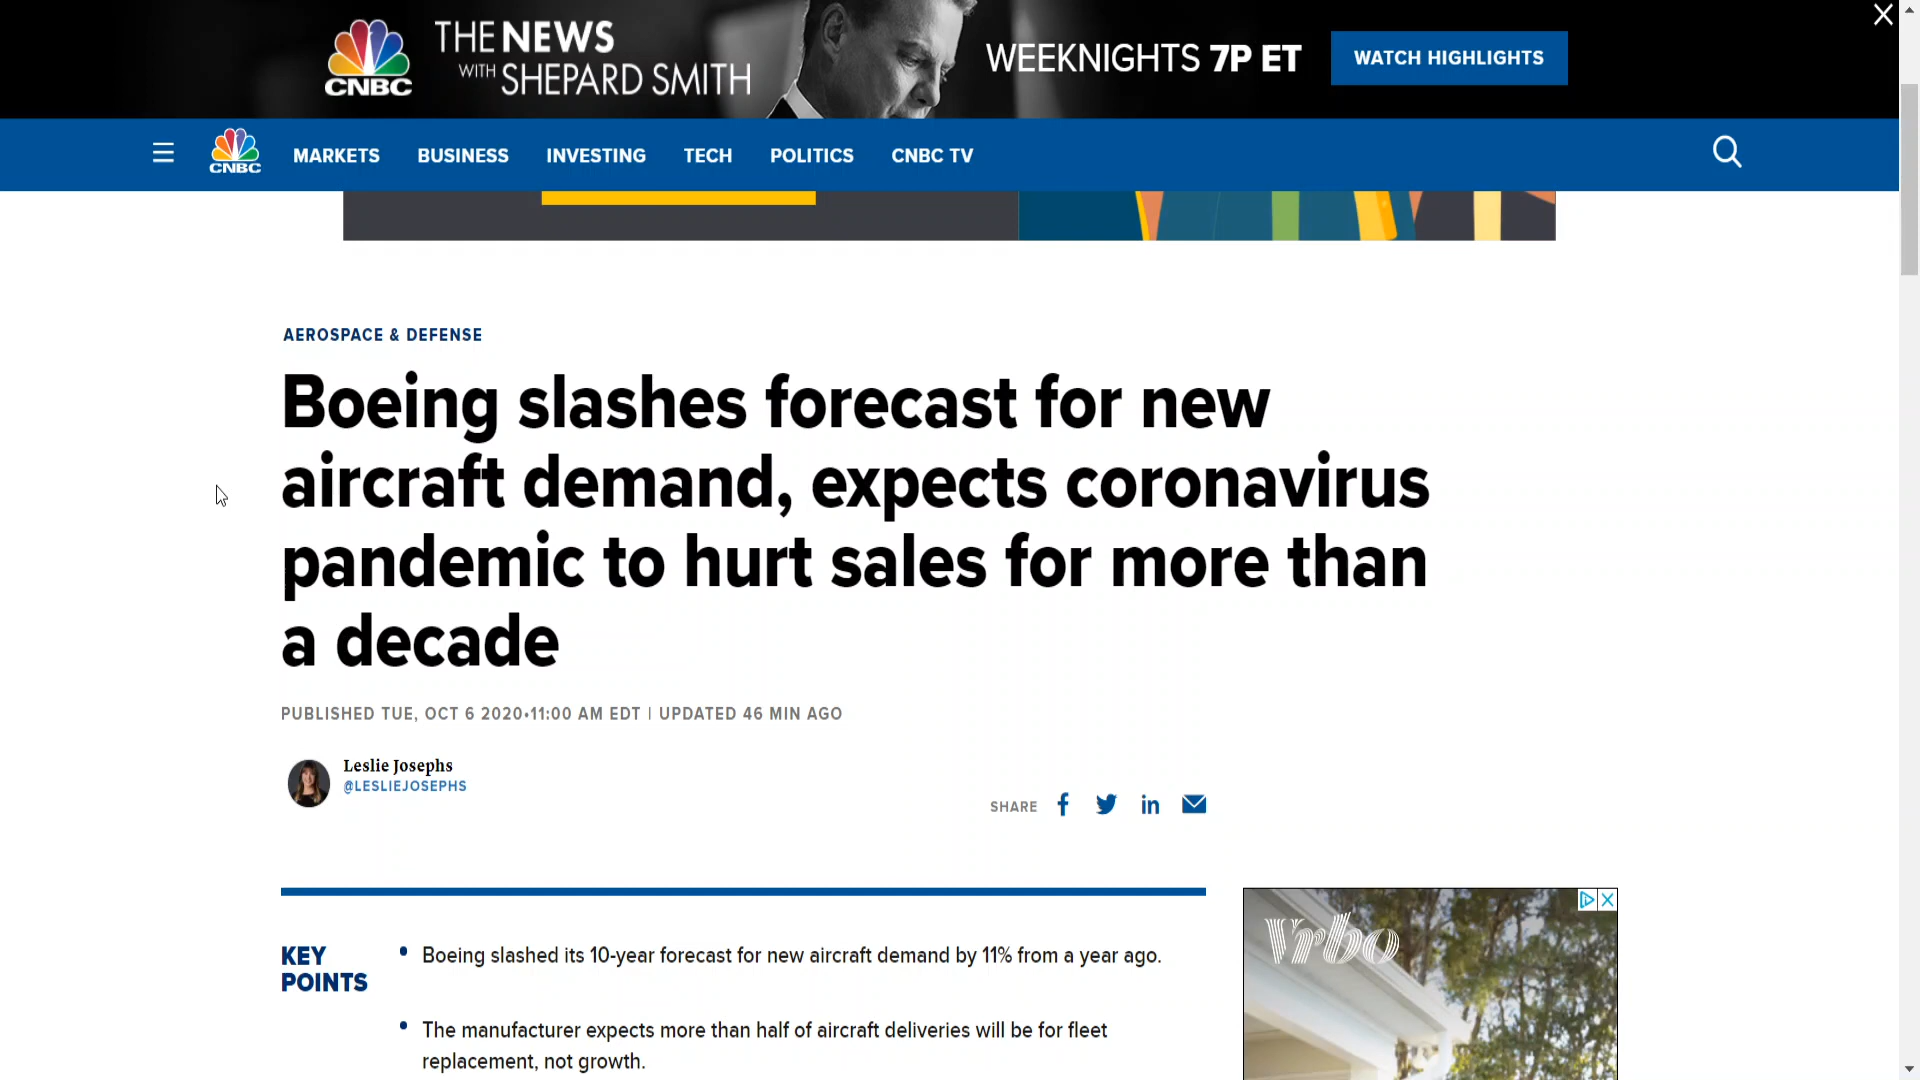 CNBC
THE NEWS
WITH SHEPARD SMITH
WEEKNIGHTS 7P ET
WATCH HIGHLIGHTS
CNBC
MARKETS
BUSINESS
INVESTING
TECH
POLITICS
CNBC TV
AEROSPACE & DEFENSE
Boeing slashes forecast for new
aircraft demand, expects coronavirus
pandemic to hurt sales for more than
a decade
PUBLISHED TUE, OCT 6 2020•11:00 AM EDT | UPDATED 46 MIN AGO
Leslie Josephs
@LESLIEJOSEPHS
SHARE
KEY
POINTS
• Boeing slashed its 10-year forecast for new aircraft demand by 11% from a year ago.
• The manufacturer expects more than half of aircraft deliveries will be for fleet
replacement, not growth.
Vrbo